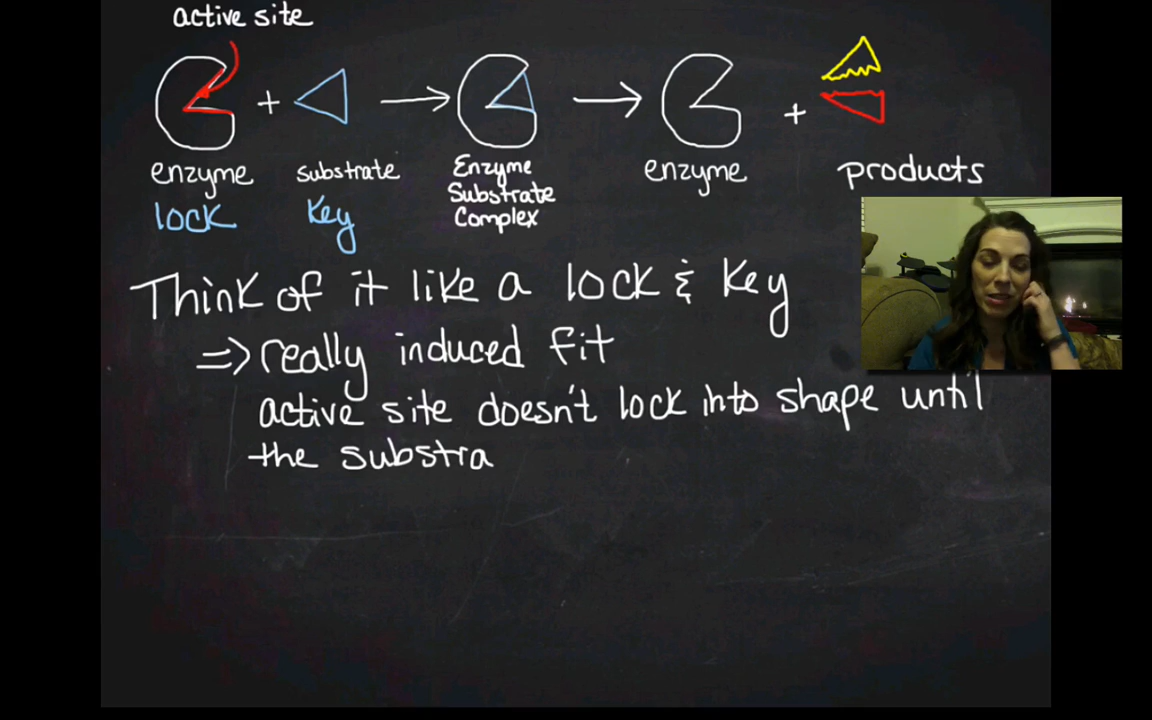 active site
+ → → +
enzyme substrate Enzyme Substrate Complex enzyme products
lock key
Think of it like a lock & key
=> really induced fit
active site doesn't lock into shape until
the substra